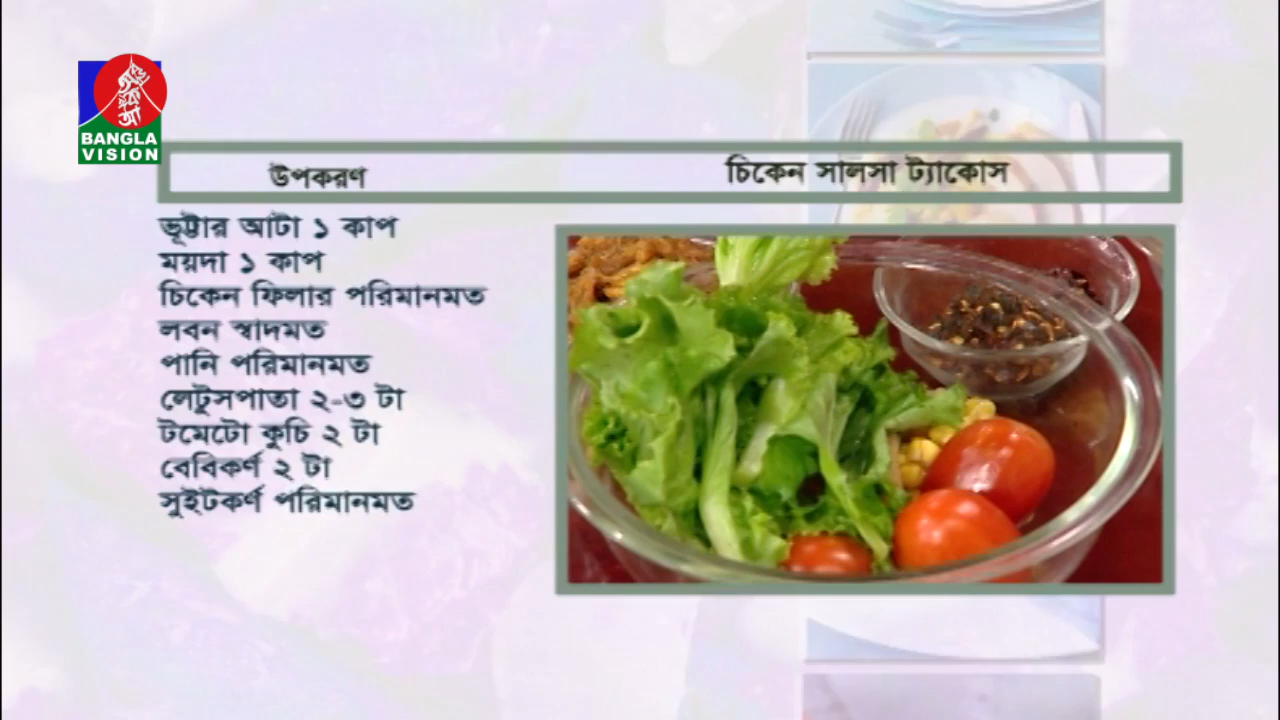 BANGLA
VISION
উপকরণ
চিকেন সালসা ট্যাকোস
ভূট্টার আটা ১ কাপ
ময়দা ১ কাপ
চিকেন ফিলার পরিমানমত
লবন স্বাদমত
পানি পরিমানমত
লেটুসপাতা ২-৩ টা
টমেটো কুচি ২ টা
বেবিকর্ণ ২ টা
সুইটকর্ণ পরিমানমত